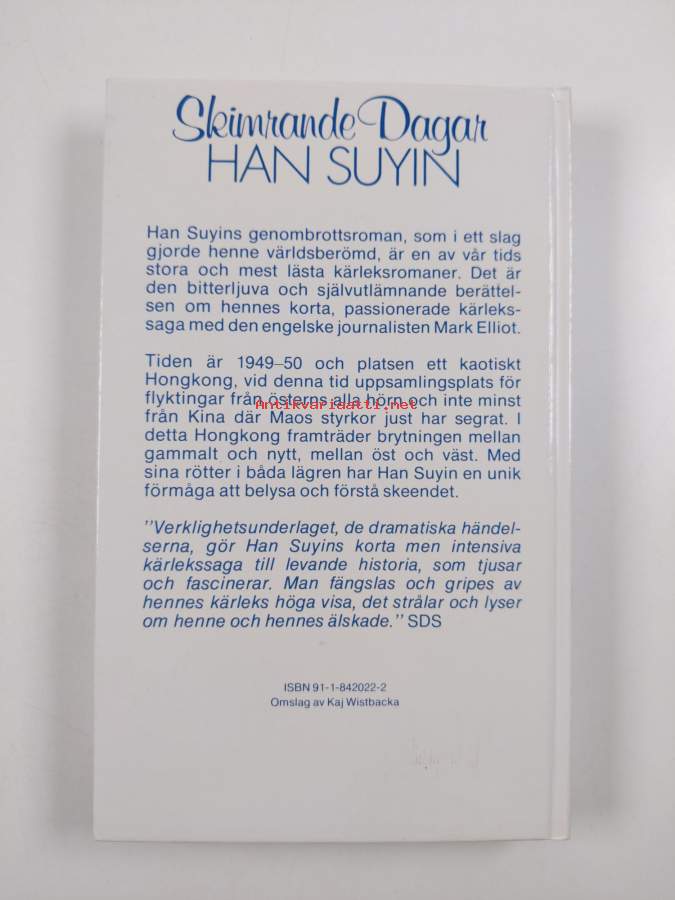 Skimrande Dagar
HAN SUYIN
Han Suyins genombrottsroman, som i ett slag
gjorde henne världsberömd, är en av vår tids
stora och mest lästa kärleksromaner. Det är
den bitterljuva och självutlämnande berättel-
sen om hennes korta, passionerade kärleks-
saga med den engelske journalisten Mark Elliot.
Tiden är 1949–50 och platsen ett kaotiskt
Hongkong, vid denna tid uppsamlingsplats för
flyktingar från österns alla hörn och inte minst
Antikvariaatti.net
från Kina där Maos styrkor just har segrat. I
detta Hongkong framträder brytningen mellan
gammalt och nytt, mellan öst och väst. Med
sina rötter i båda lägren har Han Suyin en unik
förmåga att belysa och förstå skeendet.
"Verklighetsunderlaget, de dramatiska händel-
serna, gör Han Suyins korta men intensiva
kärlekssaga till levande historia, som tjusar
och fascinerar. Man fängslas och gripes av
hennes kärleks höga visa, det strålar och lyser
om henne och hennes älskade." SDS
ISBN 91-1-842022-2
Omslag av Kaj Wistbacka